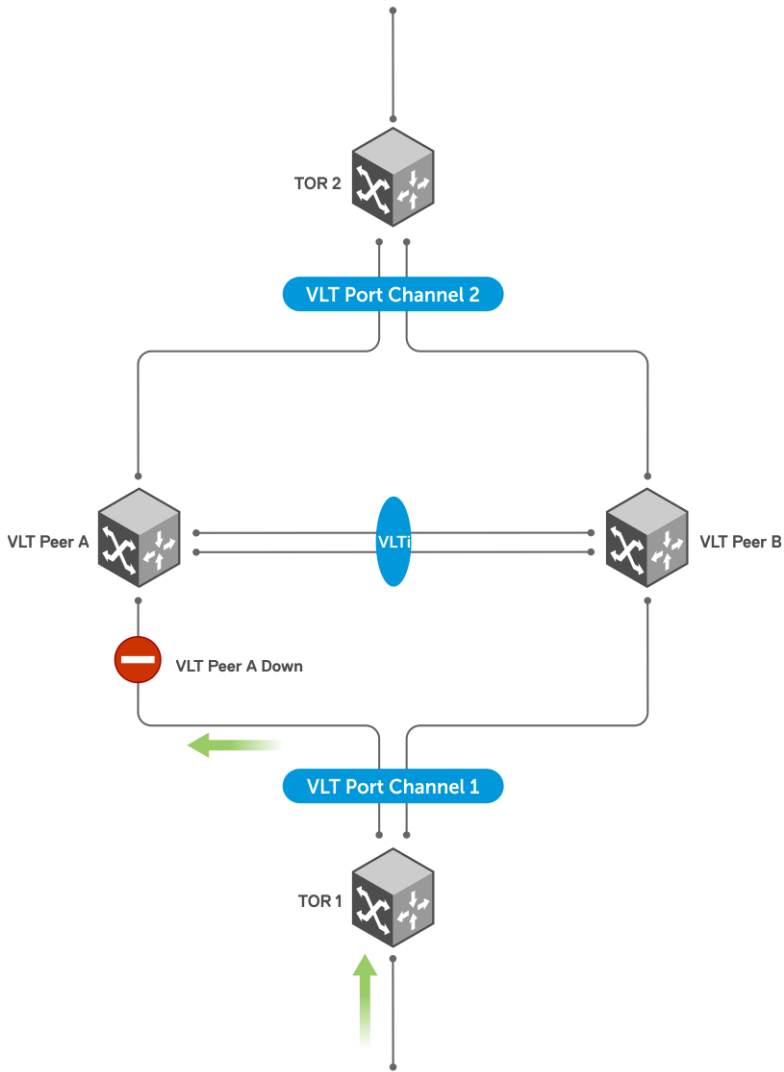 TOR 2
VLT Port Channel 2
VLT Peer A
VLTi
VLT Peer B
VLT Peer A Down
VLT Port Channel 1
TOR 1